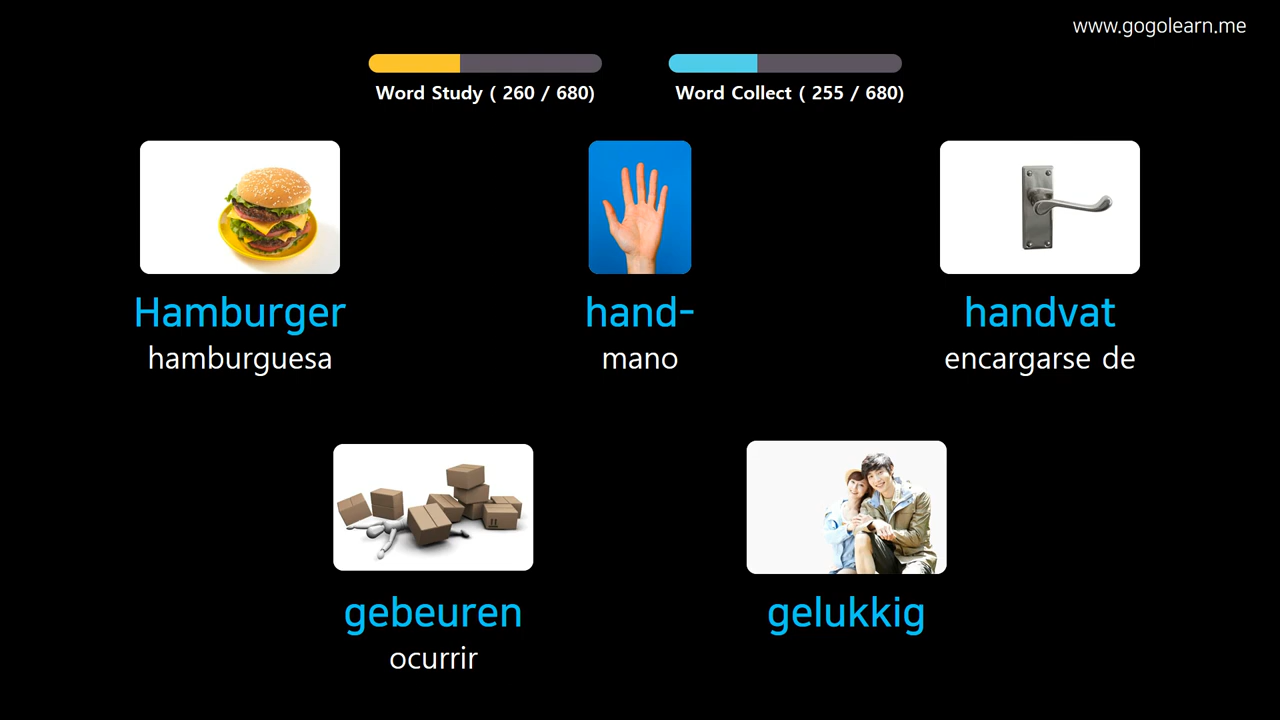 www.gogolearn.me
Word Study ( 260 / 680)
Word Collect ( 255 / 680)
Hamburger
hamburguesa
hand-
mano
handvat
encargarse de
gebeuren
ocurrir
gelukkig